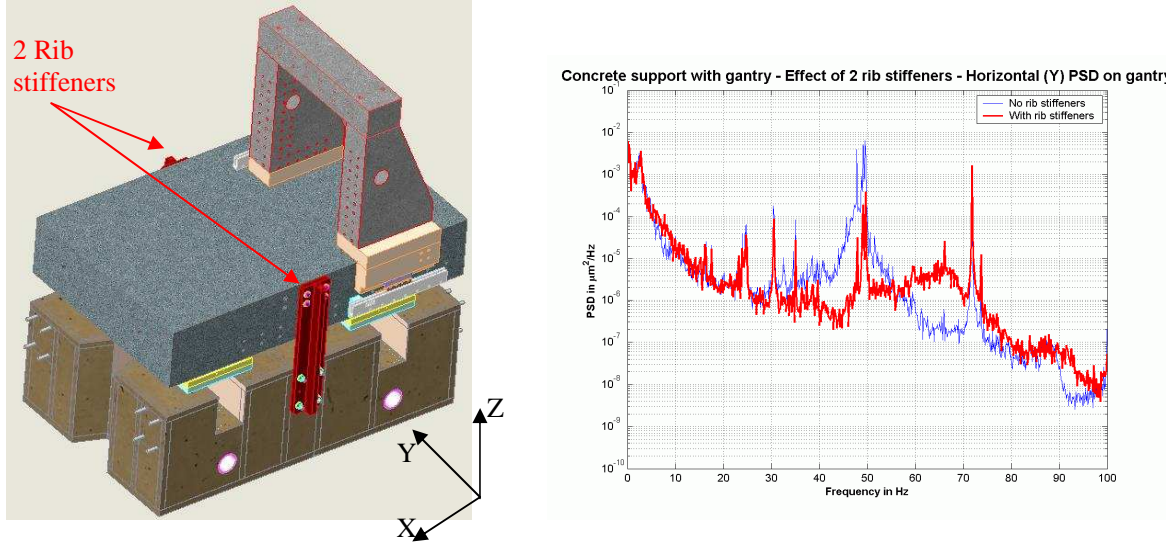 2 Rib
stiffeners
Z
Y
X
Concrete support with gantry - Effect of 2 rib stiffeners - Horizontal (Y) PSD on gantry
No rib stiffeners
With rib stiffeners
PSD in µm²/Hz
10⁻¹
10⁻²
10⁻³
10⁻⁴
10⁻⁵
10⁻⁶
10⁻⁷
10⁻⁸
10⁻⁹
10⁻¹⁰
0 10 20 30 40 50 60 70 80 90 100
Frequency in Hz